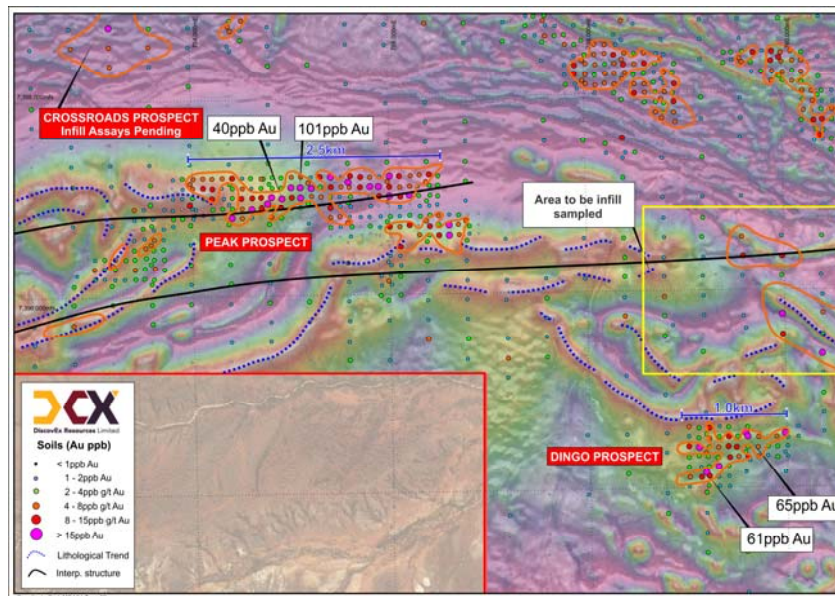 CROSSROADS PROSPECT
Infill Assays Pending
40ppb Au
101ppb Au
2.5km
Area to be infill
sampled
PEAK PROSPECT
1.0km
DINGO PROSPECT
65ppb Au
61ppb Au
DCX
DiscovEx Resources Limited
Soils (Au ppb)
< 1ppb Au
1 - 2ppb Au
2 - 4ppb g/t Au
4 - 8ppb g/t Au
8 - 15ppb g/t Au
> 15ppb Au
Lithological Trend
Interp. structure